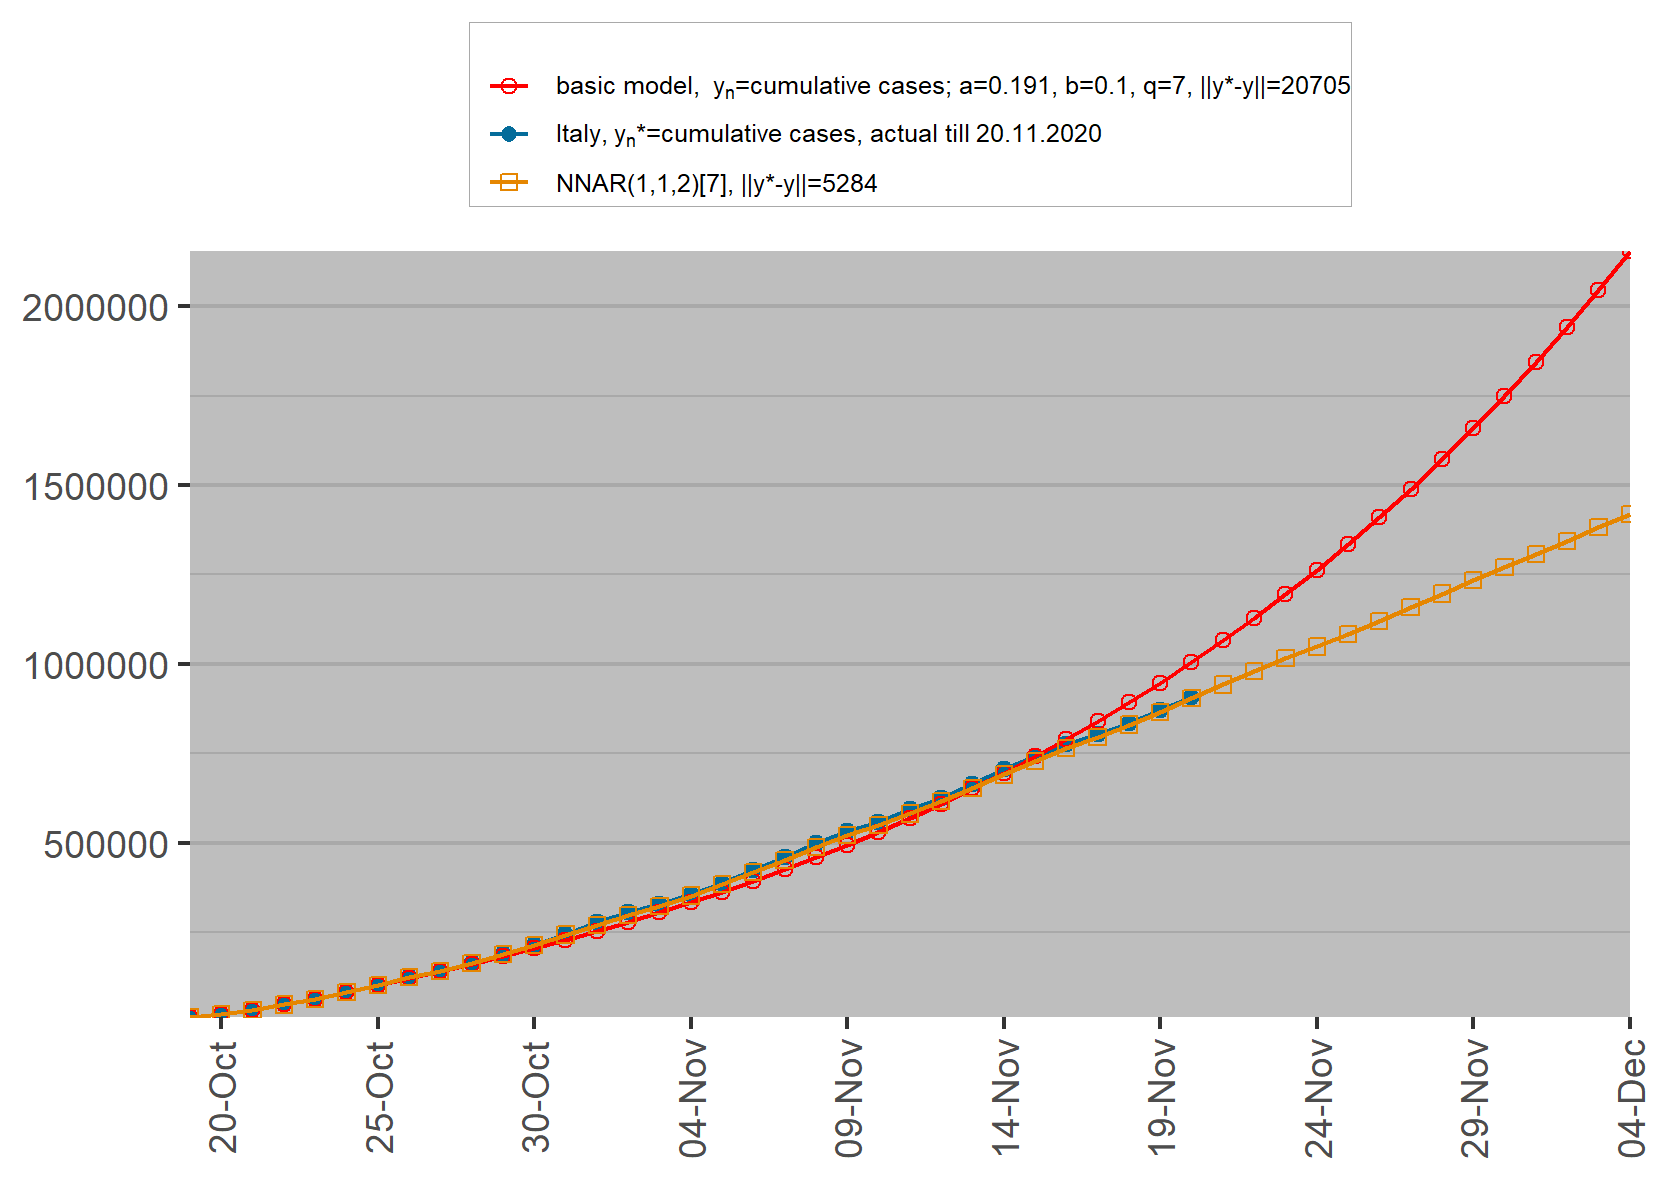 basic model,  yn=cumulative cases; a=0.191, b=0.1, q=7, ||y*-y||=20705
Italy, yn*=cumulative cases, actual till 20.11.2020
NNAR(1,1,2)[7], ||y*-y||=5284
2000000
1500000
1000000
500000
20-Oct
25-Oct
30-Oct
04-Nov
09-Nov
14-Nov
19-Nov
24-Nov
29-Nov
04-Dec